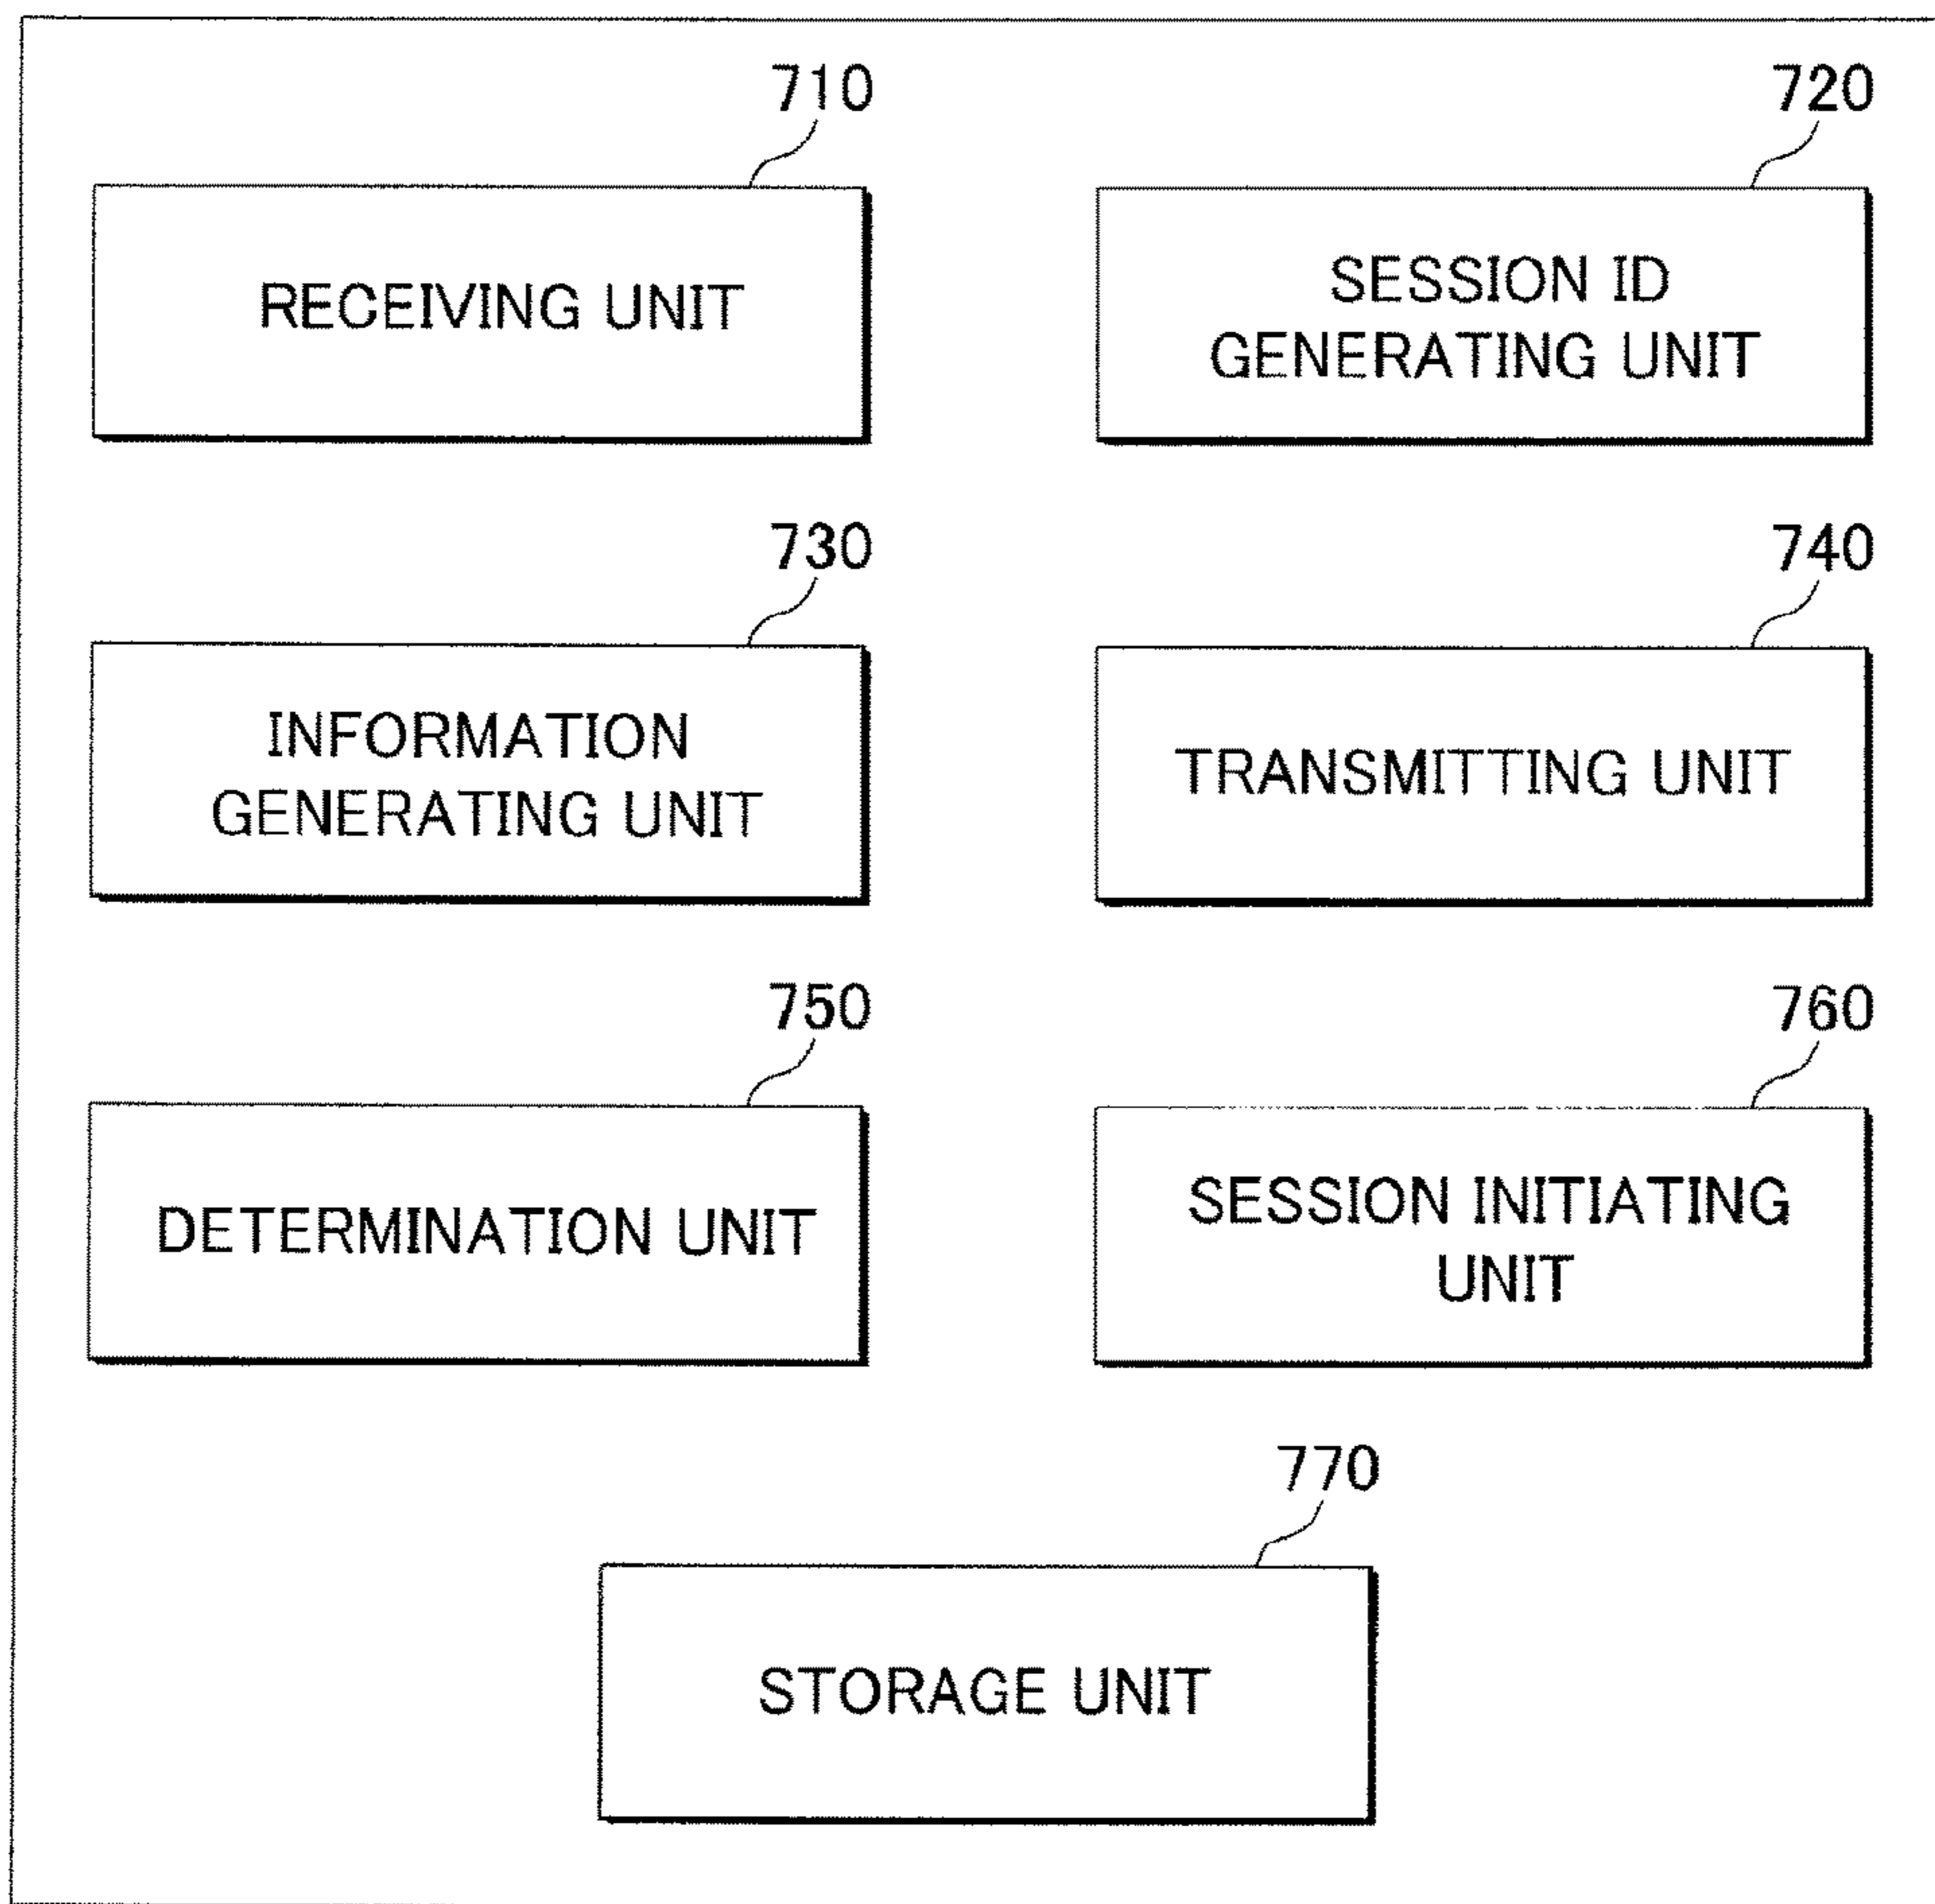 710
RECEIVING UNIT
720
SESSION ID
GENERATING UNIT
730
INFORMATION
GENERATING UNIT
740
TRANSMITTING UNIT
750
DETERMINATION UNIT
760
SESSION INITIATING
UNIT
770
STORAGE UNIT